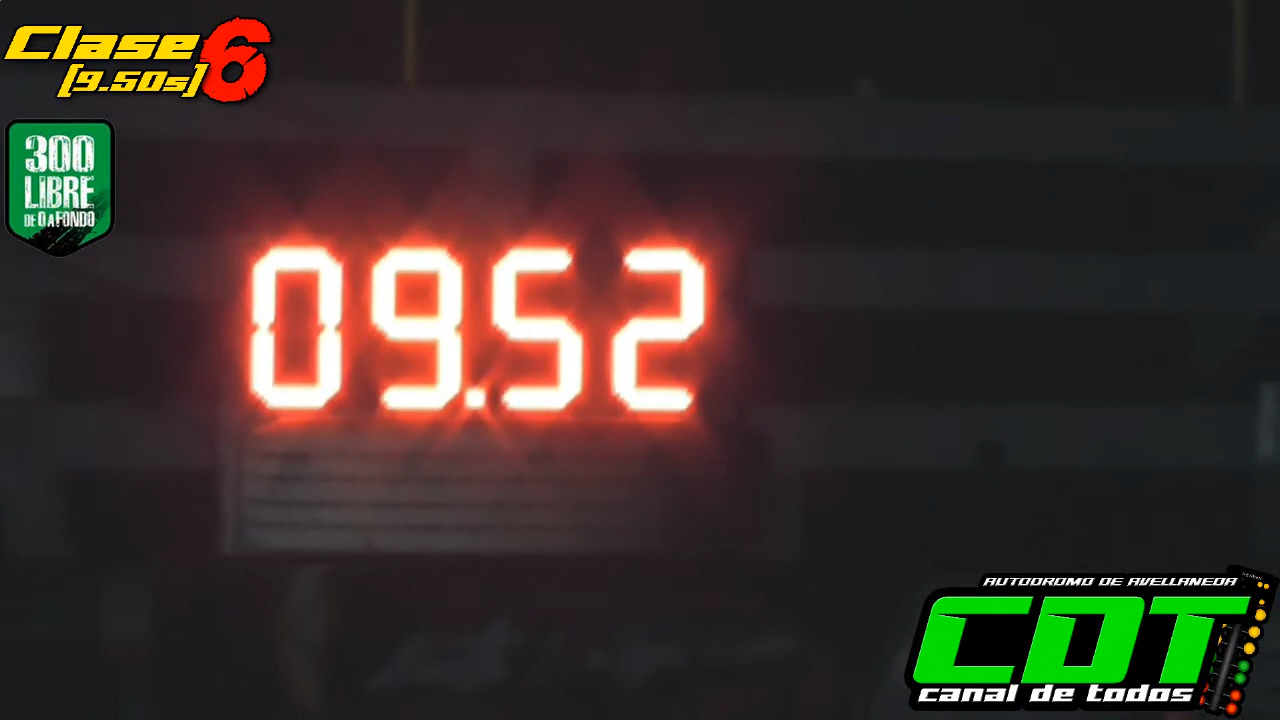 Clase 6
[9.50s]
300
LIBRE
DE 0 A FONDO
09.52
AUTODROMO DE AVELLANEDA
CDT
canal de todos